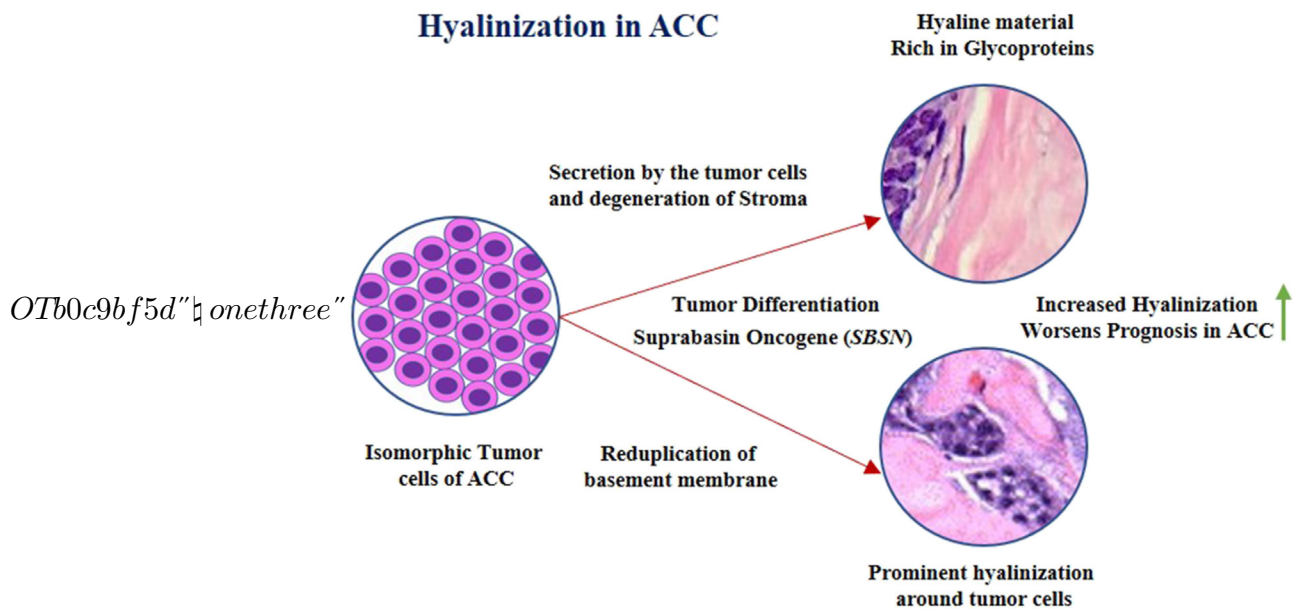 Hyalinization in ACC
Hyaline material
Rich in Glycoproteins
Secretion by the tumor cells
and degeneration of Stroma
OTb0c9bf5d"♮ onethree"
Tumor Differentiation
Suprabasin Oncogene (SBSN)
Increased Hyalinization
Worsens Prognosis in ACC
Isomorphic Tumor
cells of ACC
Reduplication of
basement membrane
Prominent hyalinization
around tumor cells